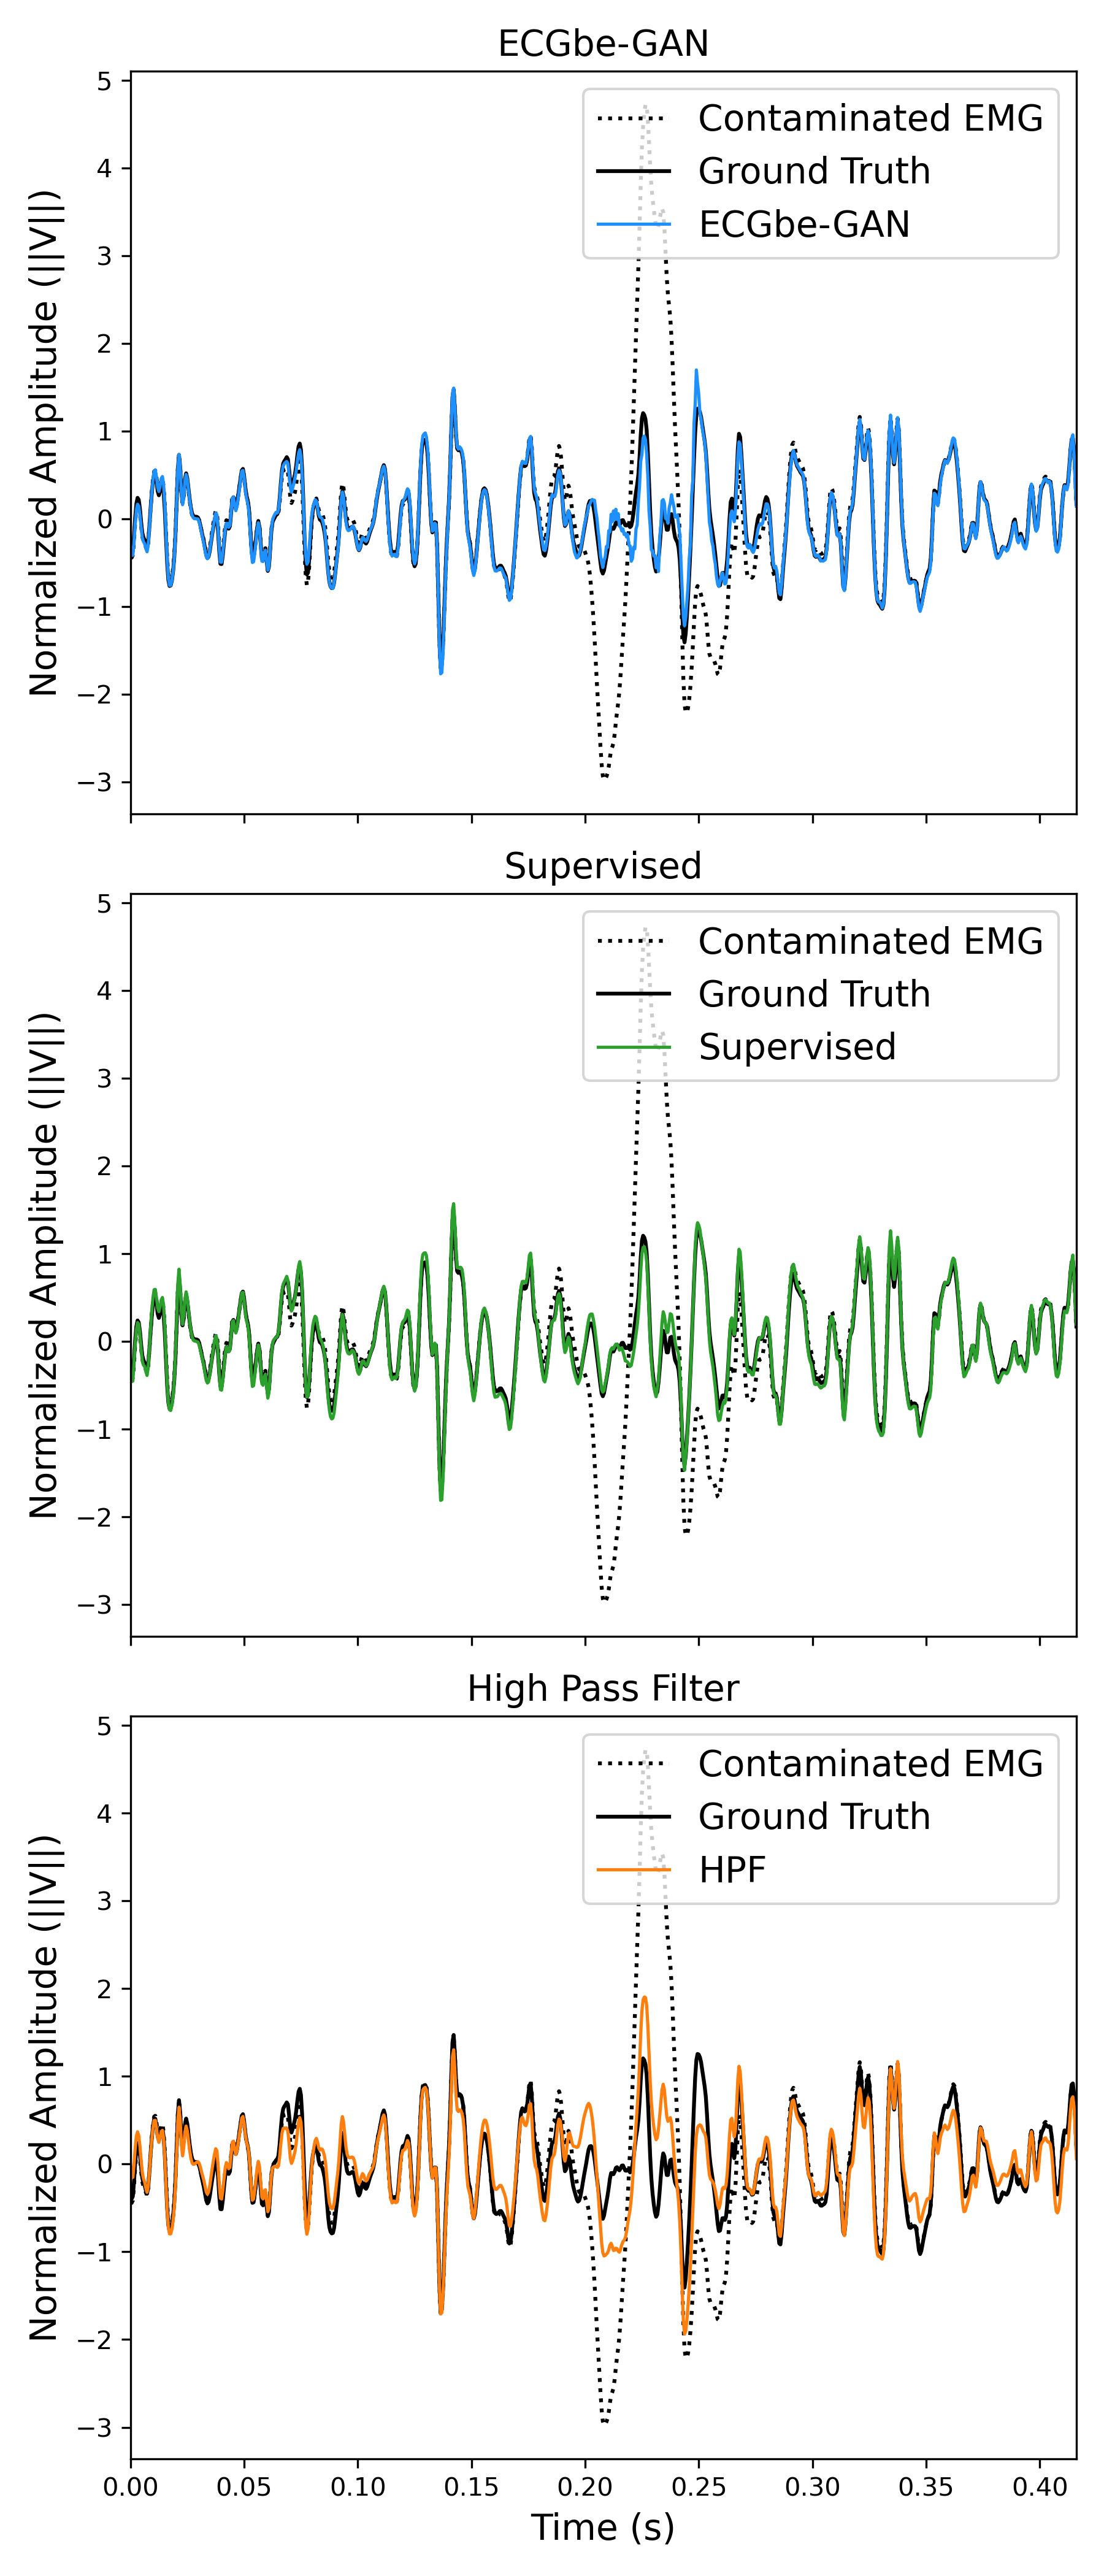 ECGbe-GAN
5
4
3
2
1
0
−1
−2
−3
Normalized Amplitude (||V||)
Contaminated EMG
Ground Truth
ECGbe-GAN
Supervised
5
4
3
2
1
0
−1
−2
−3
Normalized Amplitude (||V||)
Contaminated EMG
Ground Truth
Supervised
High Pass Filter
5
4
3
2
1
0
−1
−2
−3
Normalized Amplitude (||V||)
Contaminated EMG
Ground Truth
HPF
0.00 0.05 0.10 0.15 0.20 0.25 0.30 0.35 0.40
Time (s)